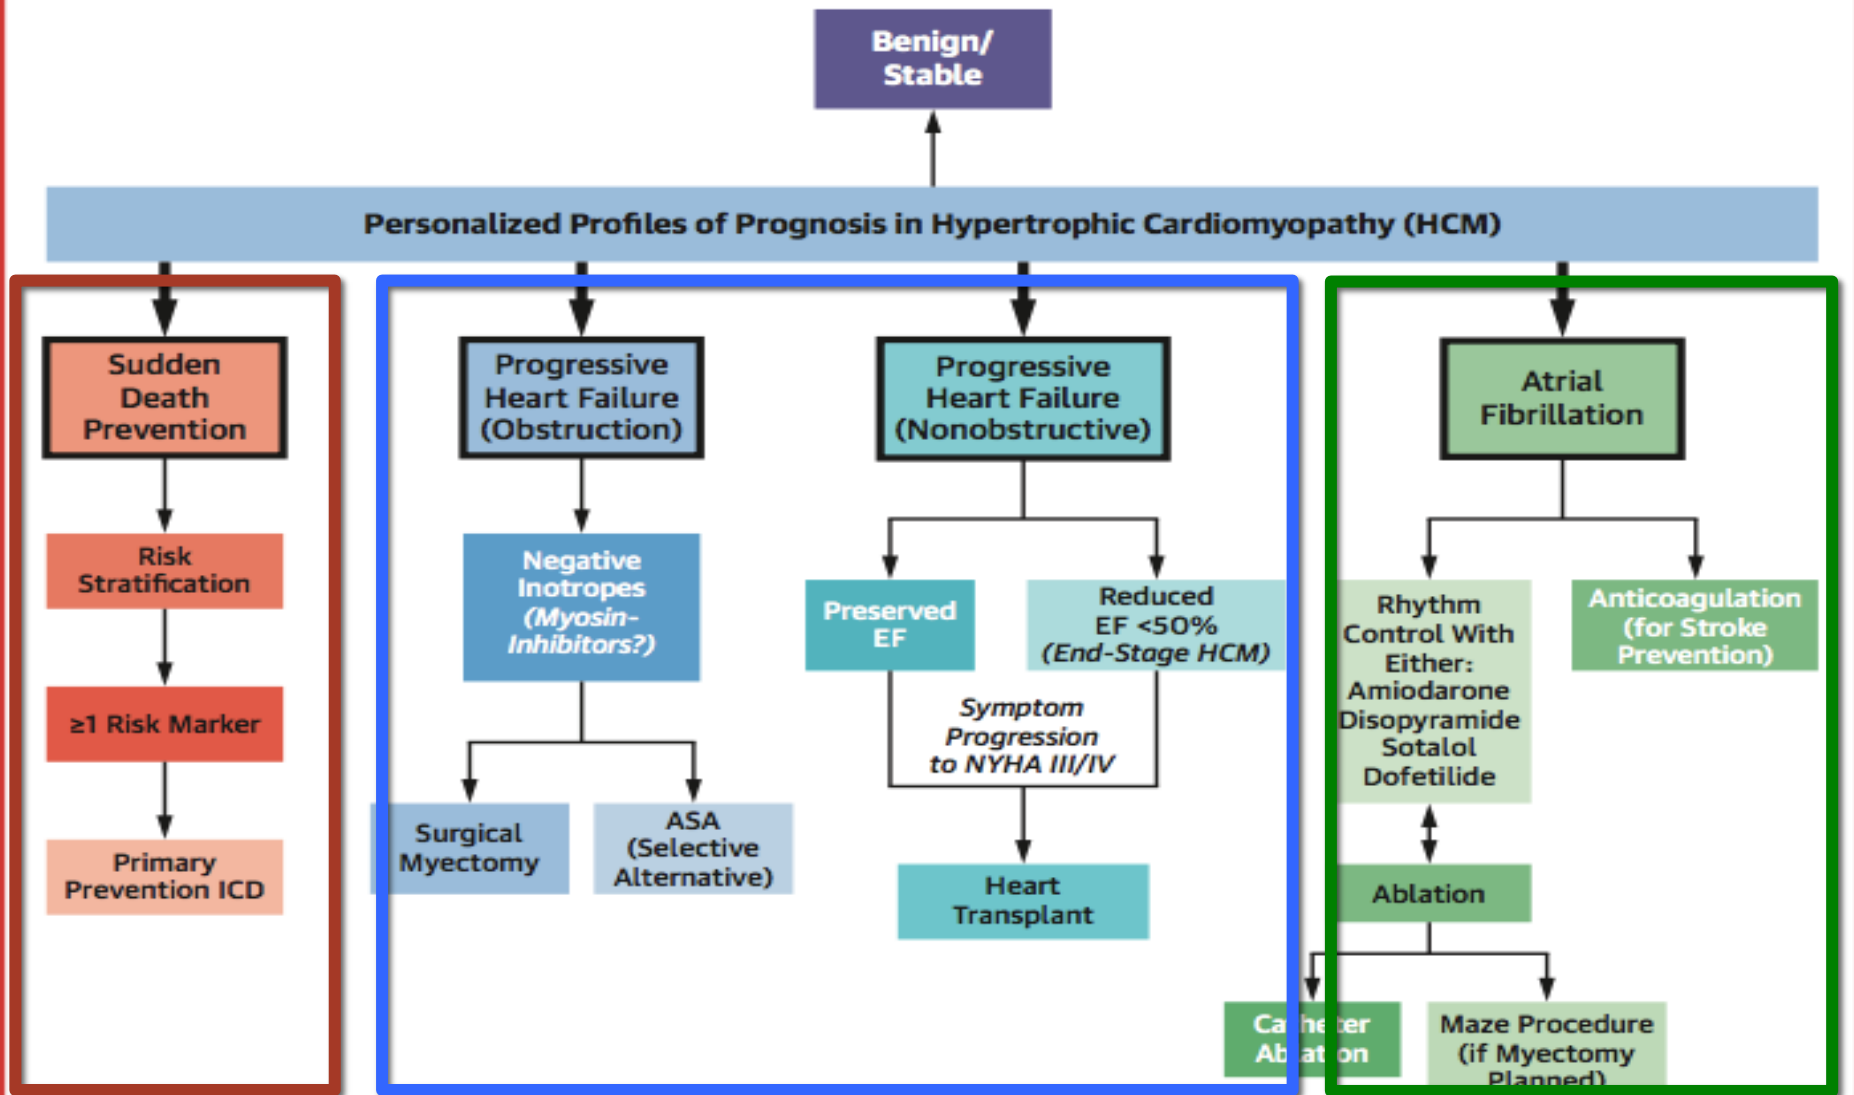 Benign/
Stable
Personalized Profiles of Prognosis in Hypertrophic Cardiomyopathy (HCM)
Sudden
Death
Prevention
Risk
Stratification
≥1 Risk Marker
Primary
Prevention ICD
Progressive
Heart Failure
(Obstruction)
Negative
Inotropes
(Myosin-
Inhibitors?)
Surgical
Myectomy
ASA
(Selective
Alternative)
Progressive
Heart Failure
(Nonobstructive)
Preserved
EF
Reduced
EF <50%
(End-Stage HCM)
Symptom
Progression
to NYHA III/IV
Heart
Transplant
Atrial
Fibrillation
Rhythm
Control With
Either:
Amiodarone
Disopyramide
Sotalol
Dofetilide
Anticoagulation
(for Stroke
Prevention)
Ablation
Catheter
Ablation
Maze Procedure
(if Myectomy
Planned)